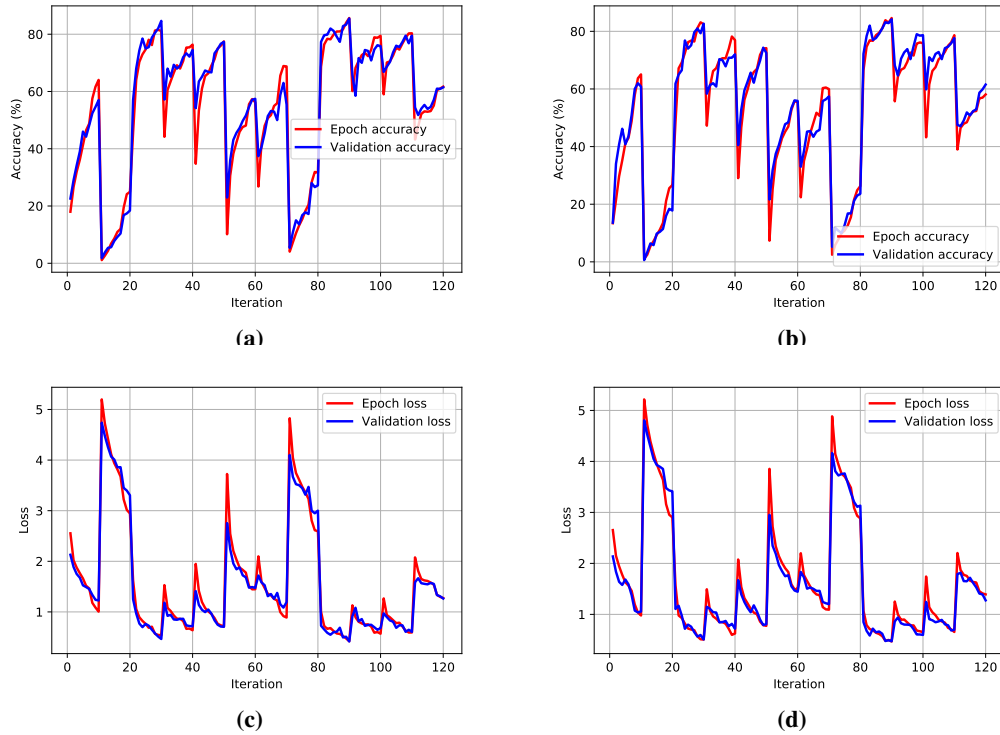 80
60
40
20
0
Accuracy (%)
Epoch accuracy
Validation accuracy
0 20 40 60 80 100 120
Iteration
(a)
80
60
40
20
0
Accuracy (%)
Epoch accuracy
Validation accuracy
0 20 40 60 80 100 120
Iteration
(b)
5
4
3
2
1
Loss
Epoch loss
Validation loss
0 20 40 60 80 100 120
Iteration
(c)
5
4
3
2
1
Loss
Epoch loss
Validation loss
0 20 40 60 80 100 120
Iteration
(d)